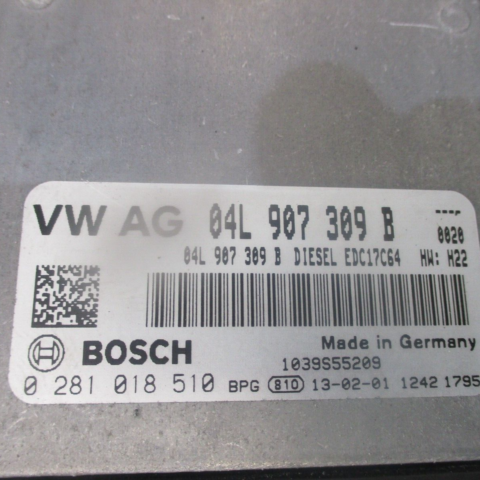 VW AG 04L 907 309 B ----
0020
04L 907 309 B DIESEL EDC17C64 HW: H22
BOSCH
Made in Germany
1039S55209
0 281 018 510 BPG 810 13-02-01 1242 1795